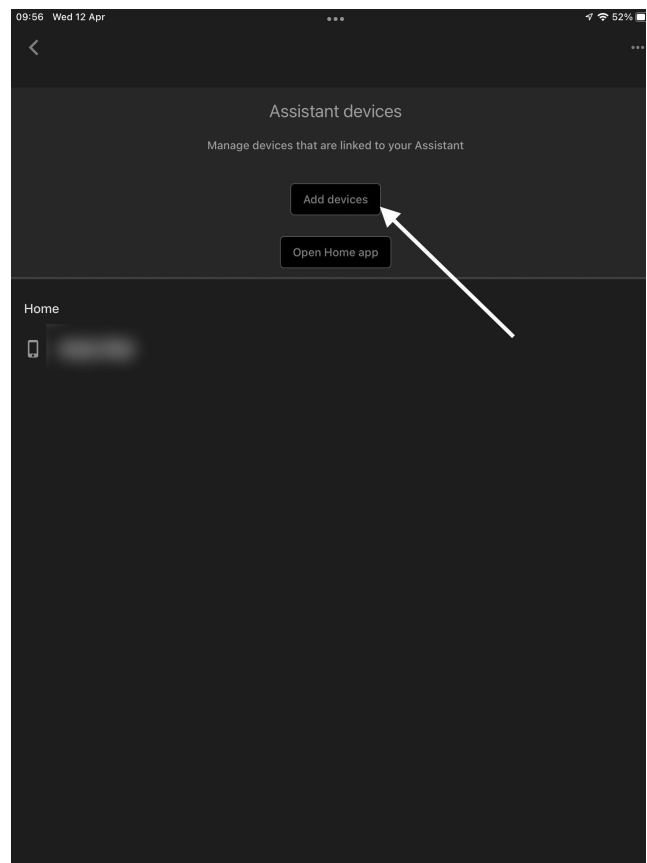 09:56 Wed 12 Apr
52%
Assistant devices
Manage devices that are linked to your Assistant
Add devices
Open Home app
Home